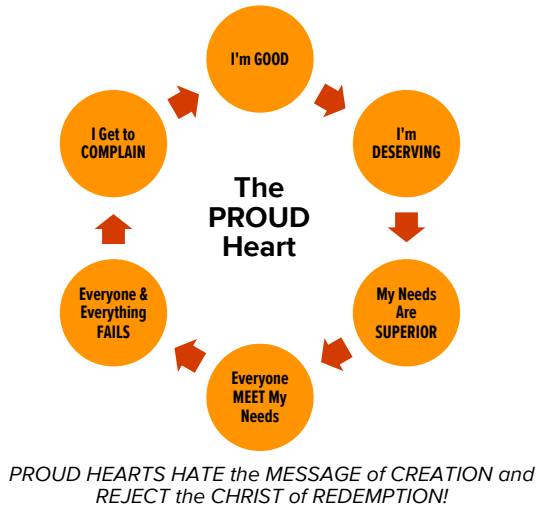 I'm GOOD
I'm
DESERVING
My Needs
Are
SUPERIOR
Everyone
MEET My
Needs
Everyone &
Everything
FAILS
I Get to
COMPLAIN
The
PROUD
Heart
PROUD HEARTS HATE the MESSAGE of CREATION and
REJECT the CHRIST of REDEMPTION!